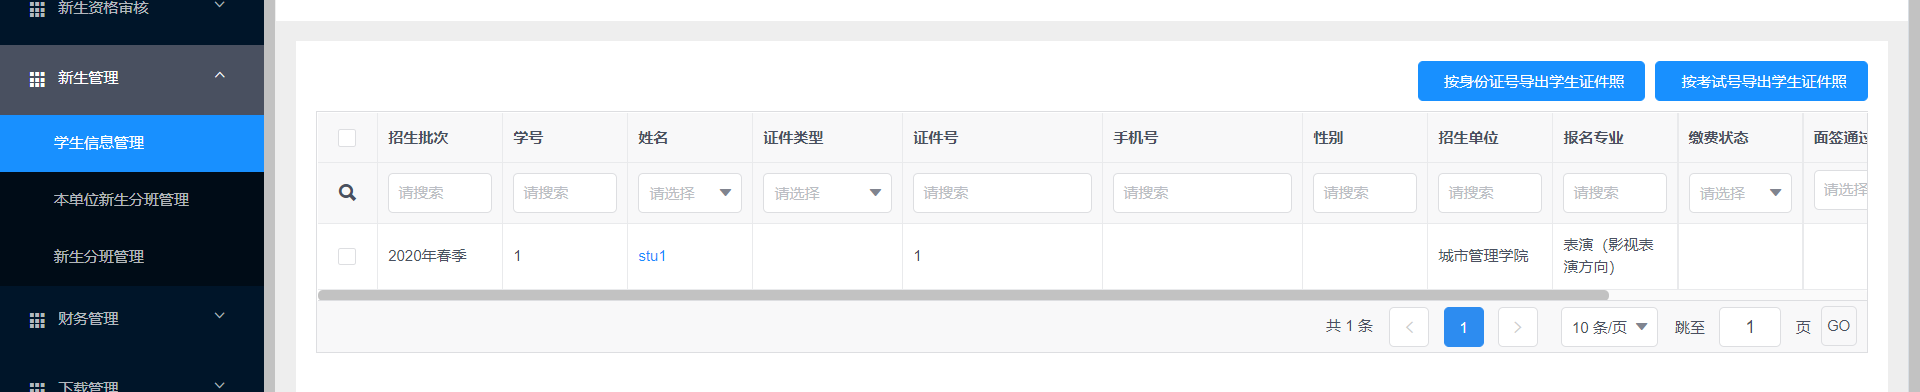 新生资格审核
新生管理
学生信息管理
本单位新生分班管理
新生分班管理
财务管理
下载管理
按身份证号导出学生证件照 按考试号导出学生证件照
招生批次 学号 姓名 证件类型 证件号 手机号 性别 招生单位 报名专业 缴费状态 面签通过
请搜索 请搜索 请选择 请选择 请搜索 请搜索 请搜索 请搜索 请搜索 请选择 请选择
2020年春季 1 stu1 1 城市管理学院 表演（影视表
演方向）
共 1 条 1 10 条/页 跳至 1 页 GO